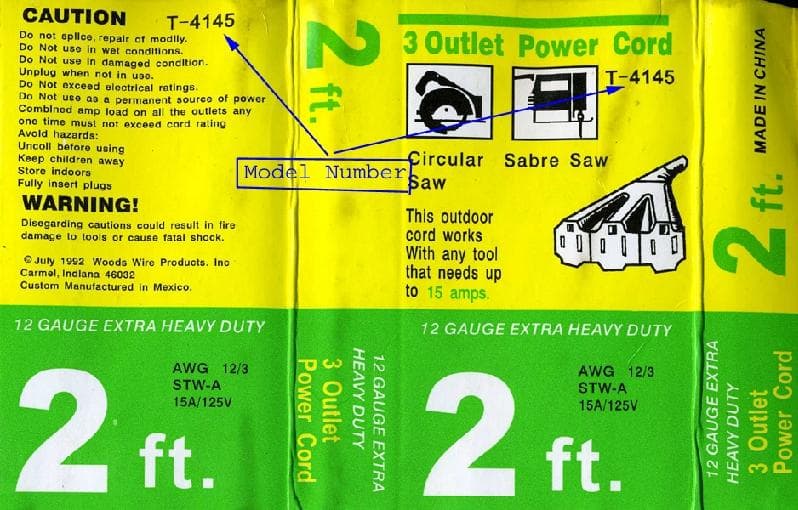 CAUTION
T-4145
Do not splice, repair of modily.
Do Not use in wet conditions.
Do Not use in damaged condition.
Unplug when not in use.
Do Not exceed electrical ratings.
Do Not use as a permanent source of power
Combined amp load on all the outlets any
one time must not exceed cord rating
Avoid hazards:
Uncoll before using
Keep children away
Store indoors
Fully insert plugs
WARNING!
Disegarding cautions could result in fire
damage to tools or cause fatal shock.
©July 1992 Woods Wire Products. Inc
Carmel, Indiana 46032
Custom Manufactured in Mexico.
12 GAUGE EXTRA HEAVY DUTY
2 ft.
AWG 12/3
STW-A
15A/125V
2 ft.
Model Number
12 GAUGE EXTRA
HEAVY DUTY
3 Outlet
Power Cord
3 Outlet Power Cord
T-4145
Circular Sabre Saw
Saw
This outdoor
cord works
With any tool
that needs up
to 15 amps.
12 GAUGE EXTRA HEAVY DUTY
2 ft.
AWG 12/3
STW-A
15A/125V
MADE IN CHINA
2 ft.
12 GAUGE EXTRA
HEAVY DUTY
3 Outlet
Power Cord